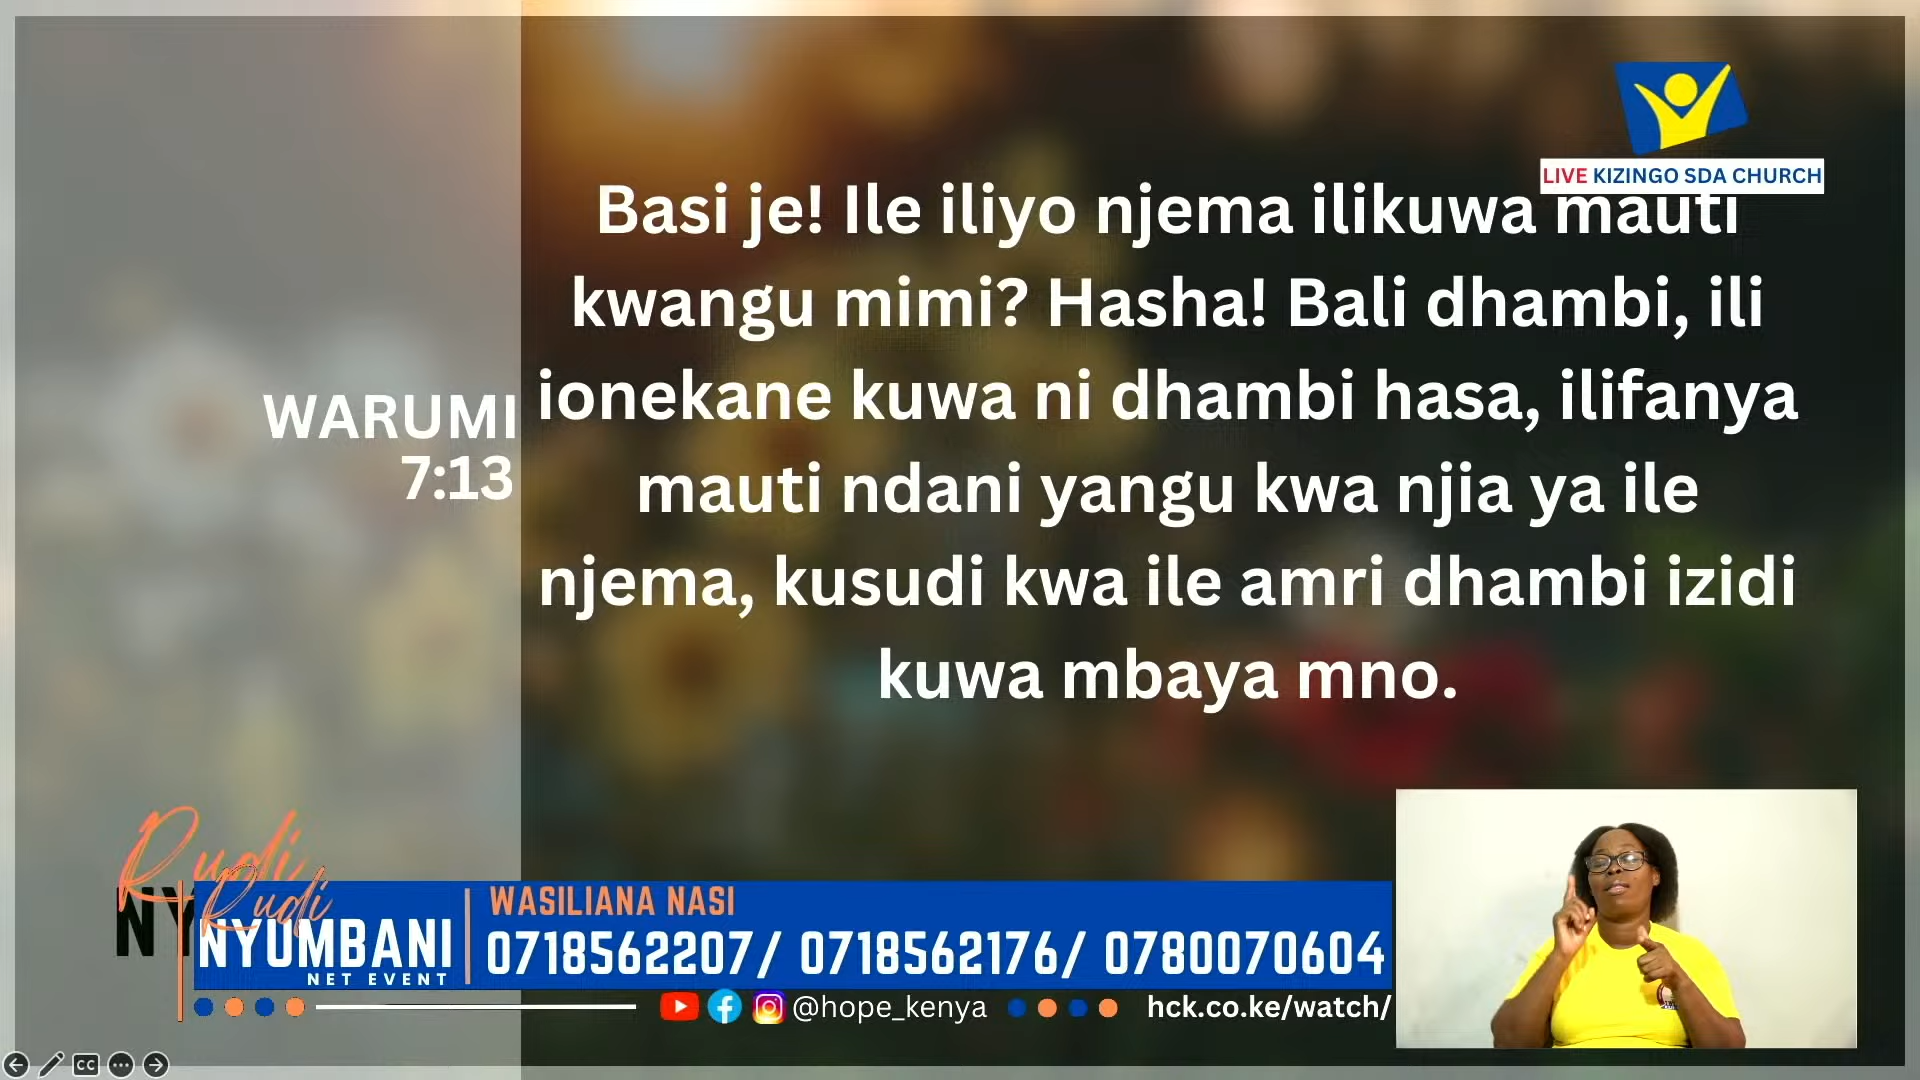 LIVE KIZINGO SDA CHURCH
Basi je! Ile iliyo njema ilikuwa mauti
kwangu mimi? Hasha! Bali dhambi, ili
ionekane kuwa ni dhambi hasa, ilifanya
mauti ndani yangu kwa njia ya ile
njema, kusudi kwa ile amri dhambi izidi
kuwa mbaya mno.
WARUMI
7:13
Rudi
NY
Rudi
NYUMBANI
NET EVENT
WASILIANA NASI
0718562207/ 0718562176/ 0780070604
@hope_kenya
hck.co.ke/watch/
CC